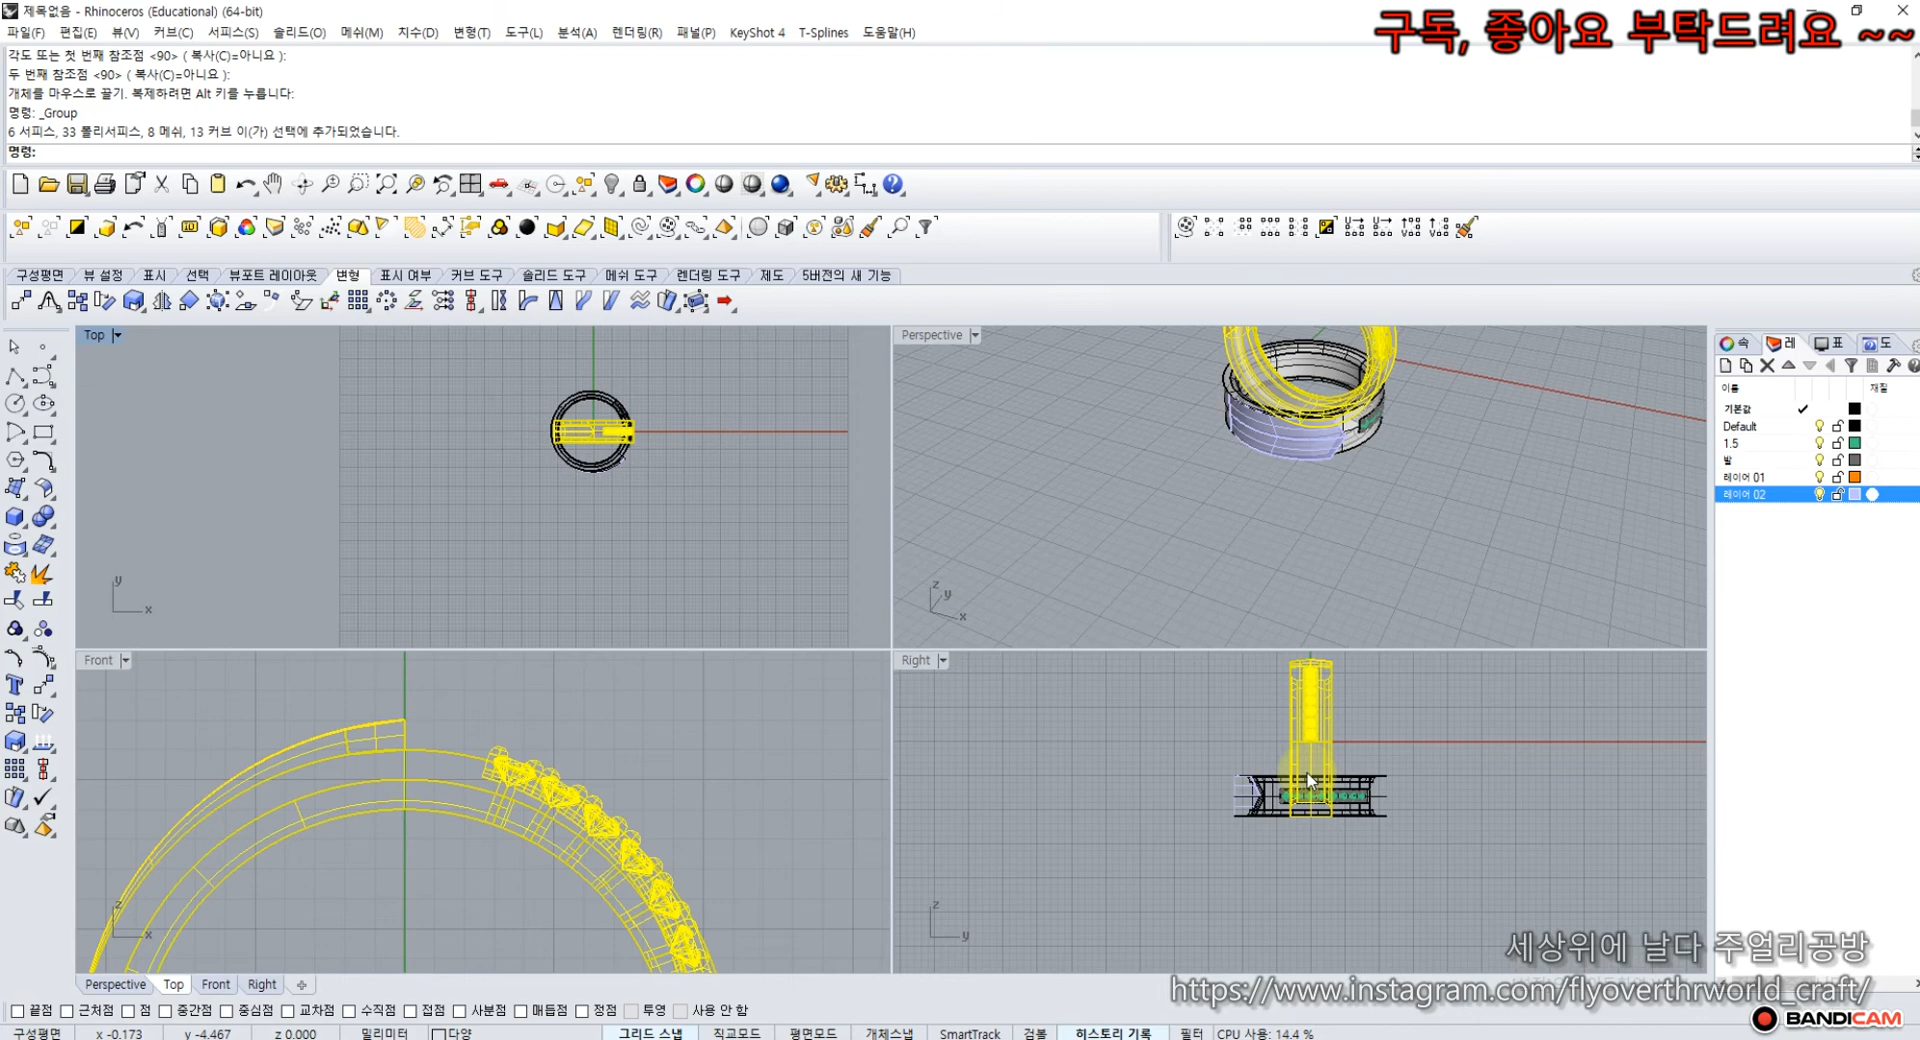 제목없음 - Rhinoceros (Educational) (64-bit)
구독, 좋아요 부탁드려요 ~~
파일(F) 편집(E) 뷰(V) 커브(C) 서피스(S) 솔리드(O) 메쉬(M) 치수(D) 변형(T) 도구(L) 분석(A) 렌더링(R) 패널(P) KeyShot 4 T-Splines 도움말(H)
각도 또는 첫 번째 참조점 <90> ( 복사(C)=아니요 ):
두 번째 참조점 <90> ( 복사(C)=아니요 ):
개체를 마우스로 끌기. 복제하려면 Alt 키를 누릅니다:
명령: _Group
6 서피스, 33 폴리서피스, 8 메쉬, 13 커브 이(가) 선택에 추가되었습니다.
명령:
구성평면 뷰 설정 표시 선택 뷰포트 레이아웃 변형 표시 여부 커브 도구 솔리드 도구 메쉬 도구 렌더링 도구 제도 5버전의 새 기능
Top
Perspective
속 레 표 도
이름 재질
기본값
Default
1.5
발
레이어 01
레이어 02
y
x
z
y
x
Front
Right
z
x
z
y
Perspective Top Front Right
세상위에 날다 주얼리공방
https://www.instagram.com/flyoverthrworld_craft/
끝점 근처점 점 중간점 중심점 교차점 수직점 접점 사분점 매듭점 정점 투영 사용 안 함
BANDICAM
구성평면 x -0.173 y -4.467 z 0.000 밀리미터 다양 그리드 스냅 직교모드 평면모드 개체스냅 SmartTrack 검볼 히스토리 기록 필터 CPU 사용: 14.4 %